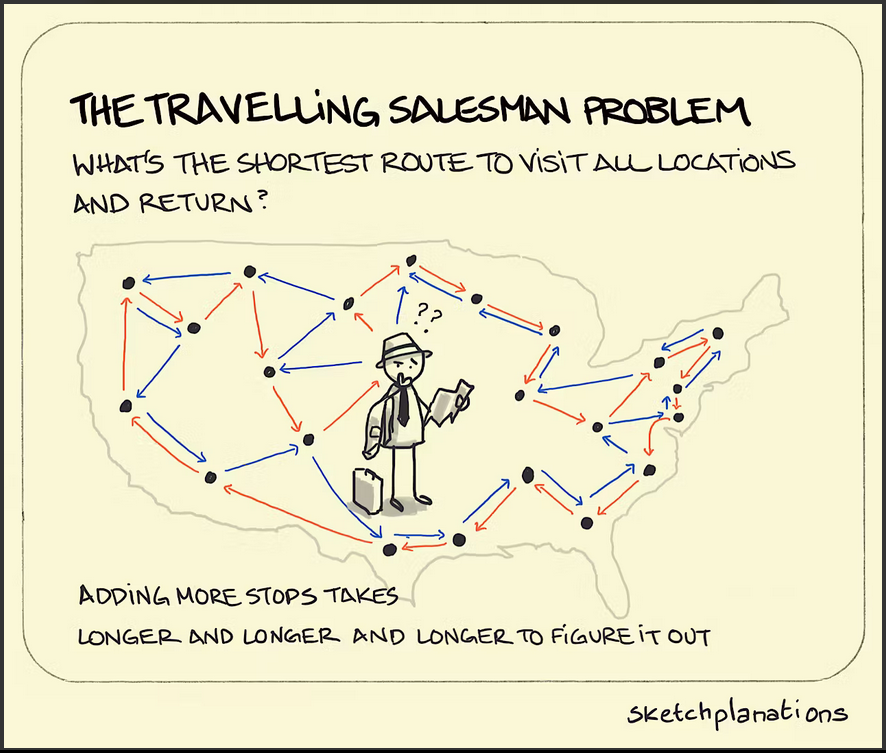 THE TRAVELLING SALESMAN PROBLEM
WHAT'S THE SHORTEST ROUTE TO VISIT ALL LOCATIONS
AND RETURN?
??
ADDING MORE STOPS TAKES
LONGER AND LONGER AND LONGER TO FIGURE IT OUT
sketchplanations